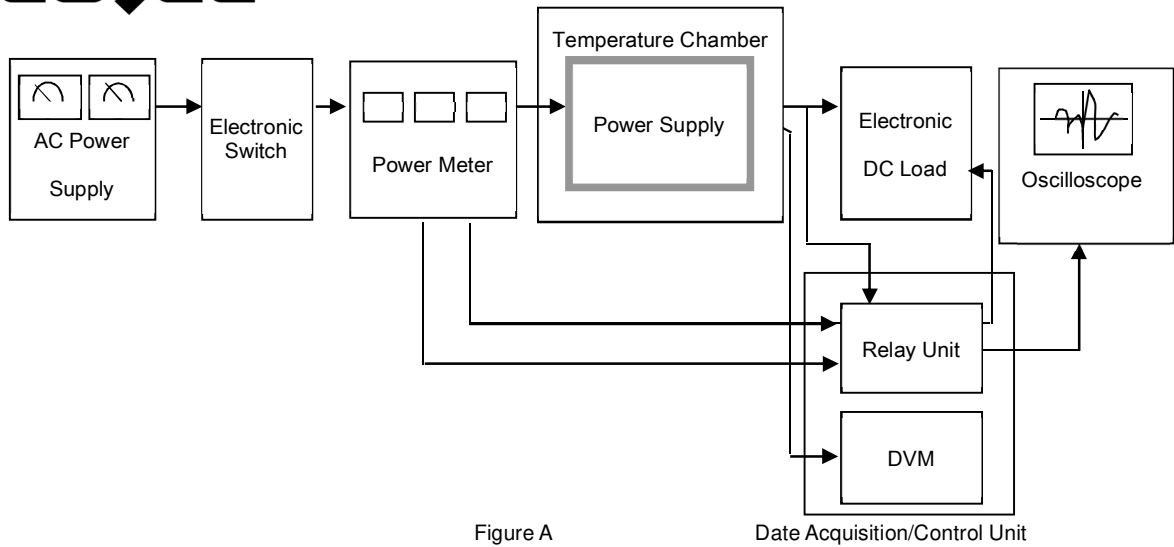 Temperature Chamber
AC Power
Supply
Electronic
Switch
Power Meter
Power Supply
Electronic
DC Load
Oscilloscope
Relay Unit
DVM
Figure A
Date Acquisition/Control Unit